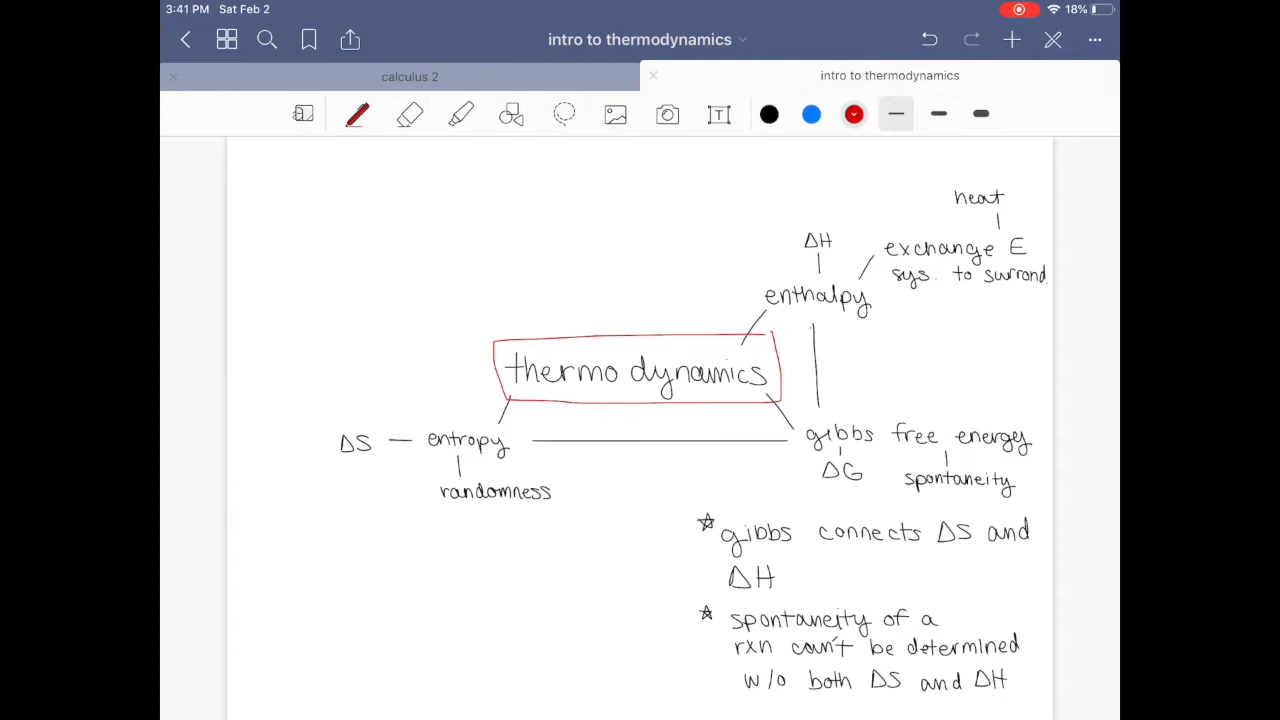 3:41 PM Sat Feb 2
18%
intro to thermodynamics
calculus 2
intro to thermodynamics
T
heat
ΔH
exchange E
sys. to surrond.
enthalpy
thermo dynamics
ΔS — entropy
gibbs free energy
ΔG
spontaneity
randomness
☆ gibbs connects ΔS and
ΔH
☆ spontaneity of a
rxn can't be determined
w/o both ΔS and ΔH